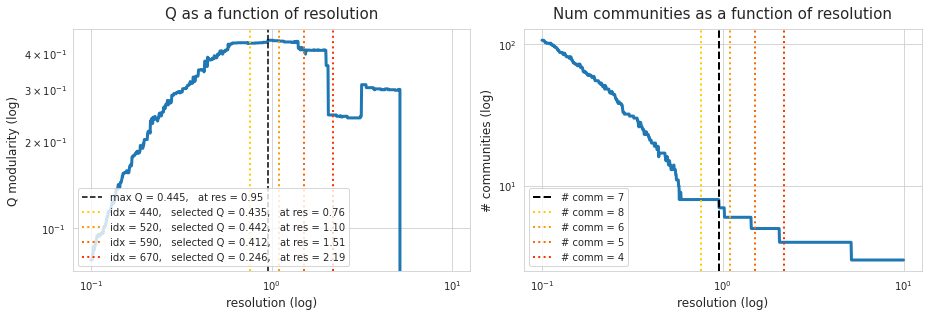 Q as a function of resolution
Q modularity (log)
4 × 10⁻¹
3 × 10⁻¹
2 × 10⁻¹
10⁻¹
max Q = 0.445,   at res = 0.95
idx = 440,   selected Q = 0.435,   at res = 0.76
idx = 520,   selected Q = 0.442,   at res = 1.10
idx = 590,   selected Q = 0.412,   at res = 1.51
idx = 670,   selected Q = 0.246,   at res = 2.19
10⁻¹ 10⁰ 10¹
resolution (log)
Num communities as a function of resolution
# communities (log)
10²
10¹
# comm = 7
# comm = 8
# comm = 6
# comm = 5
# comm = 4
10⁻¹ 10⁰ 10¹
resolution (log)